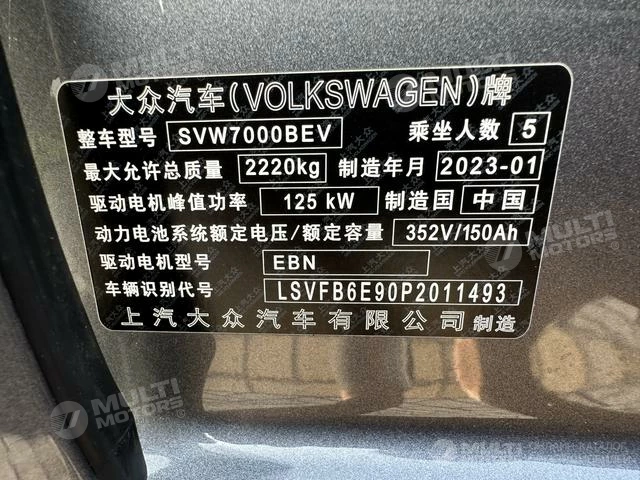 大众汽车(VOLKSWAGEN)牌
整车型号 SVW7000BEV 乘坐人数 5
最大允许总质量 2220kg 制造年月 2023-01
驱动电机峰值功率 125 kW 制造国 中国
动力电池系统额定电压/额定容量 352V/150Ah
驱动电机型号 EBN
车辆识别代号 LSVFB6E90P2011493
上汽大众汽车有限公司 制造
MULTI MOTORS
MULTI MOTORS
MULTI MOTORS
MULTI MOTORS